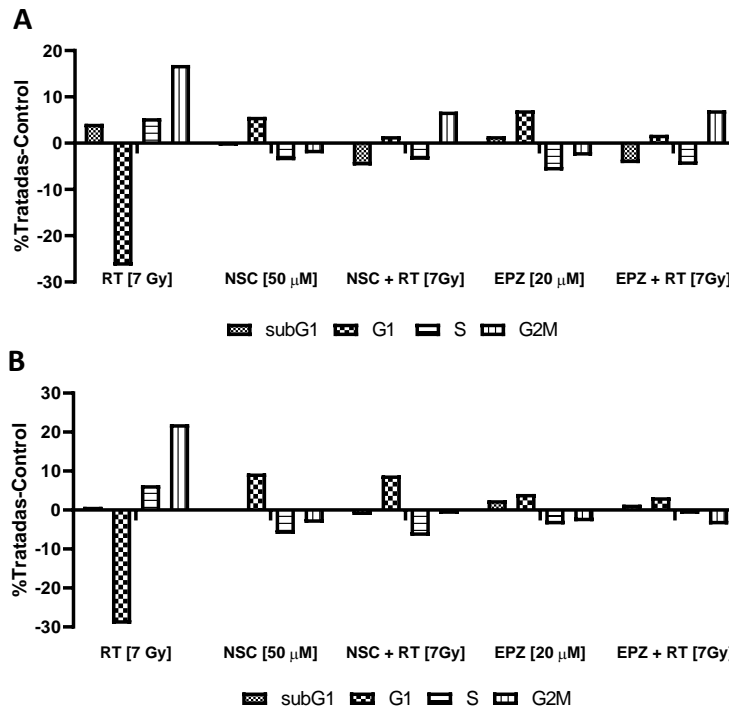 A
%Tratadas-Control
20
10
0
-10
-20
-30
RT [7 Gy] NSC [50 μM] NSC + RT [7Gy] EPZ [20 μM] EPZ + RT [7Gy]
subG1 G1 S G2M
B
%Tratadas-Control
30
20
10
0
-10
-20
-30
RT [7 Gy] NSC [50 μM] NSC + RT [7Gy] EPZ [20 μM] EPZ + RT [7Gy]
subG1 G1 S G2M